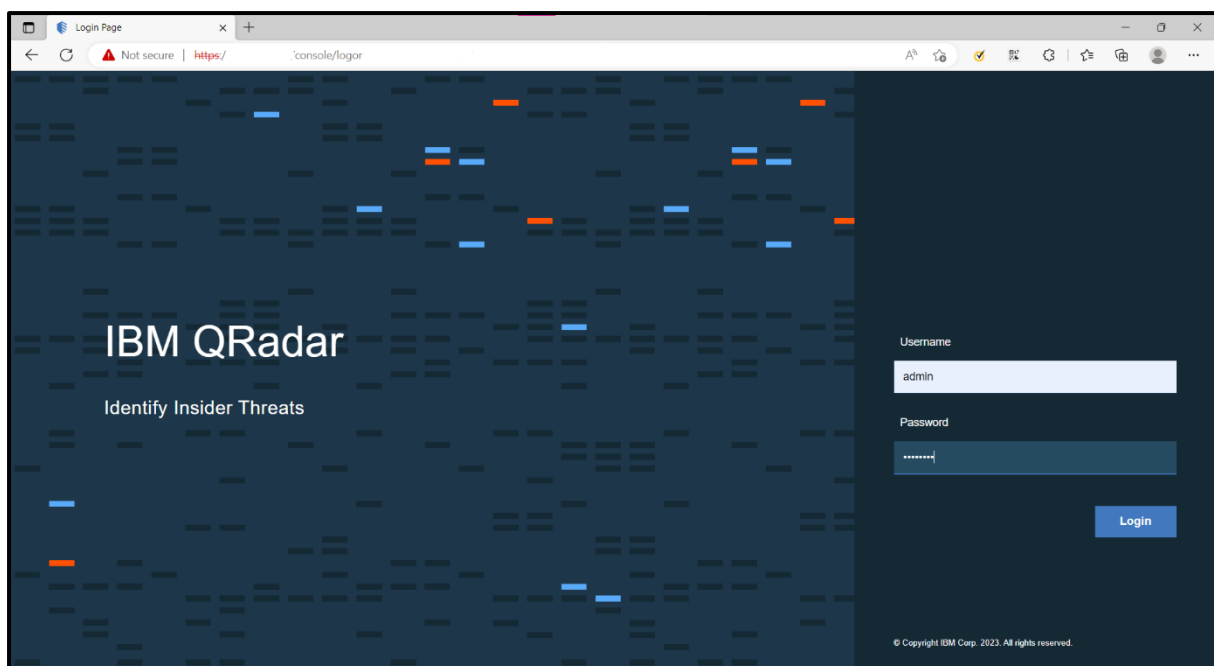 Login Page
Not secure | https:/ 'console/logor
IBM QRadar
Identify Insider Threats
Username
admin
Password
••••••••
Login
© Copyright IBM Corp. 2023. All rights reserved.